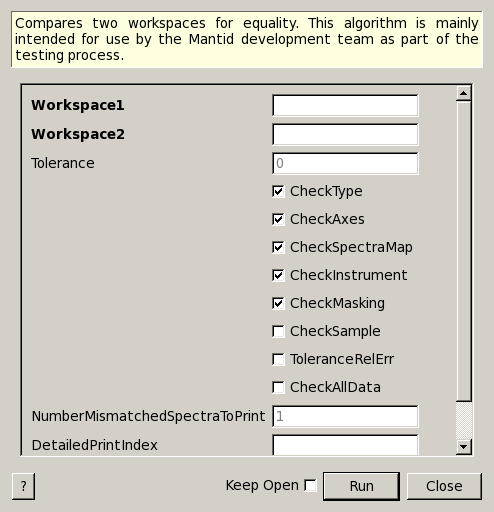 Compares two workspaces for equality. This algorithm is mainly
intended for use by the Mantid development team as part of the
testing process.
Workspace1
Workspace2
Tolerance 0
CheckType
CheckAxes
CheckSpectraMap
CheckInstrument
CheckMasking
CheckSample
ToleranceRelErr
CheckAllData
NumberMismatchedSpectraToPrint 1
DetailedPrintIndex
? Keep Open Run Close